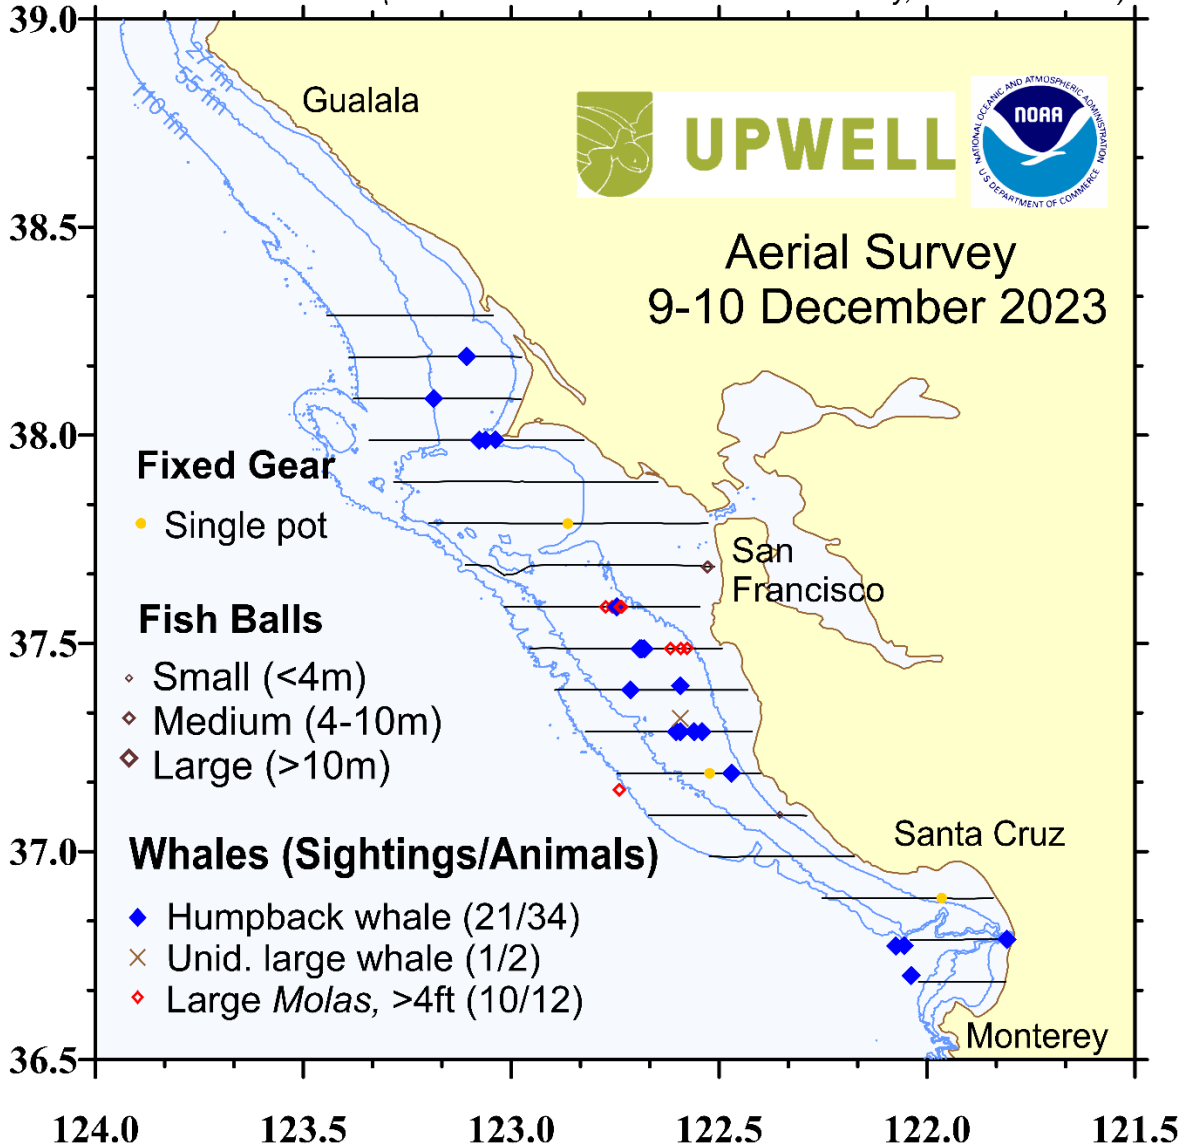 39.0
27 fm
55 fm
110 fm
Gualala
UPWELL
NATIONAL OCEANIC AND ATMOSPHERIC ADMINISTRATION
NOAA
U.S. DEPARTMENT OF COMMERCE
38.5
Aerial Survey
9-10 December 2023
38.0
Fixed Gear
Single pot
San
Francisco
Fish Balls
37.5
Small (<4m)
Medium (4-10m)
Large (>10m)
37.0
Santa Cruz
Whales (Sightings/Animals)
Humpback whale (21/34)
Unid. large whale (1/2)
Large Molas, >4ft (10/12)
Monterey
36.5
124.0 123.5 123.0 122.5 122.0 121.5